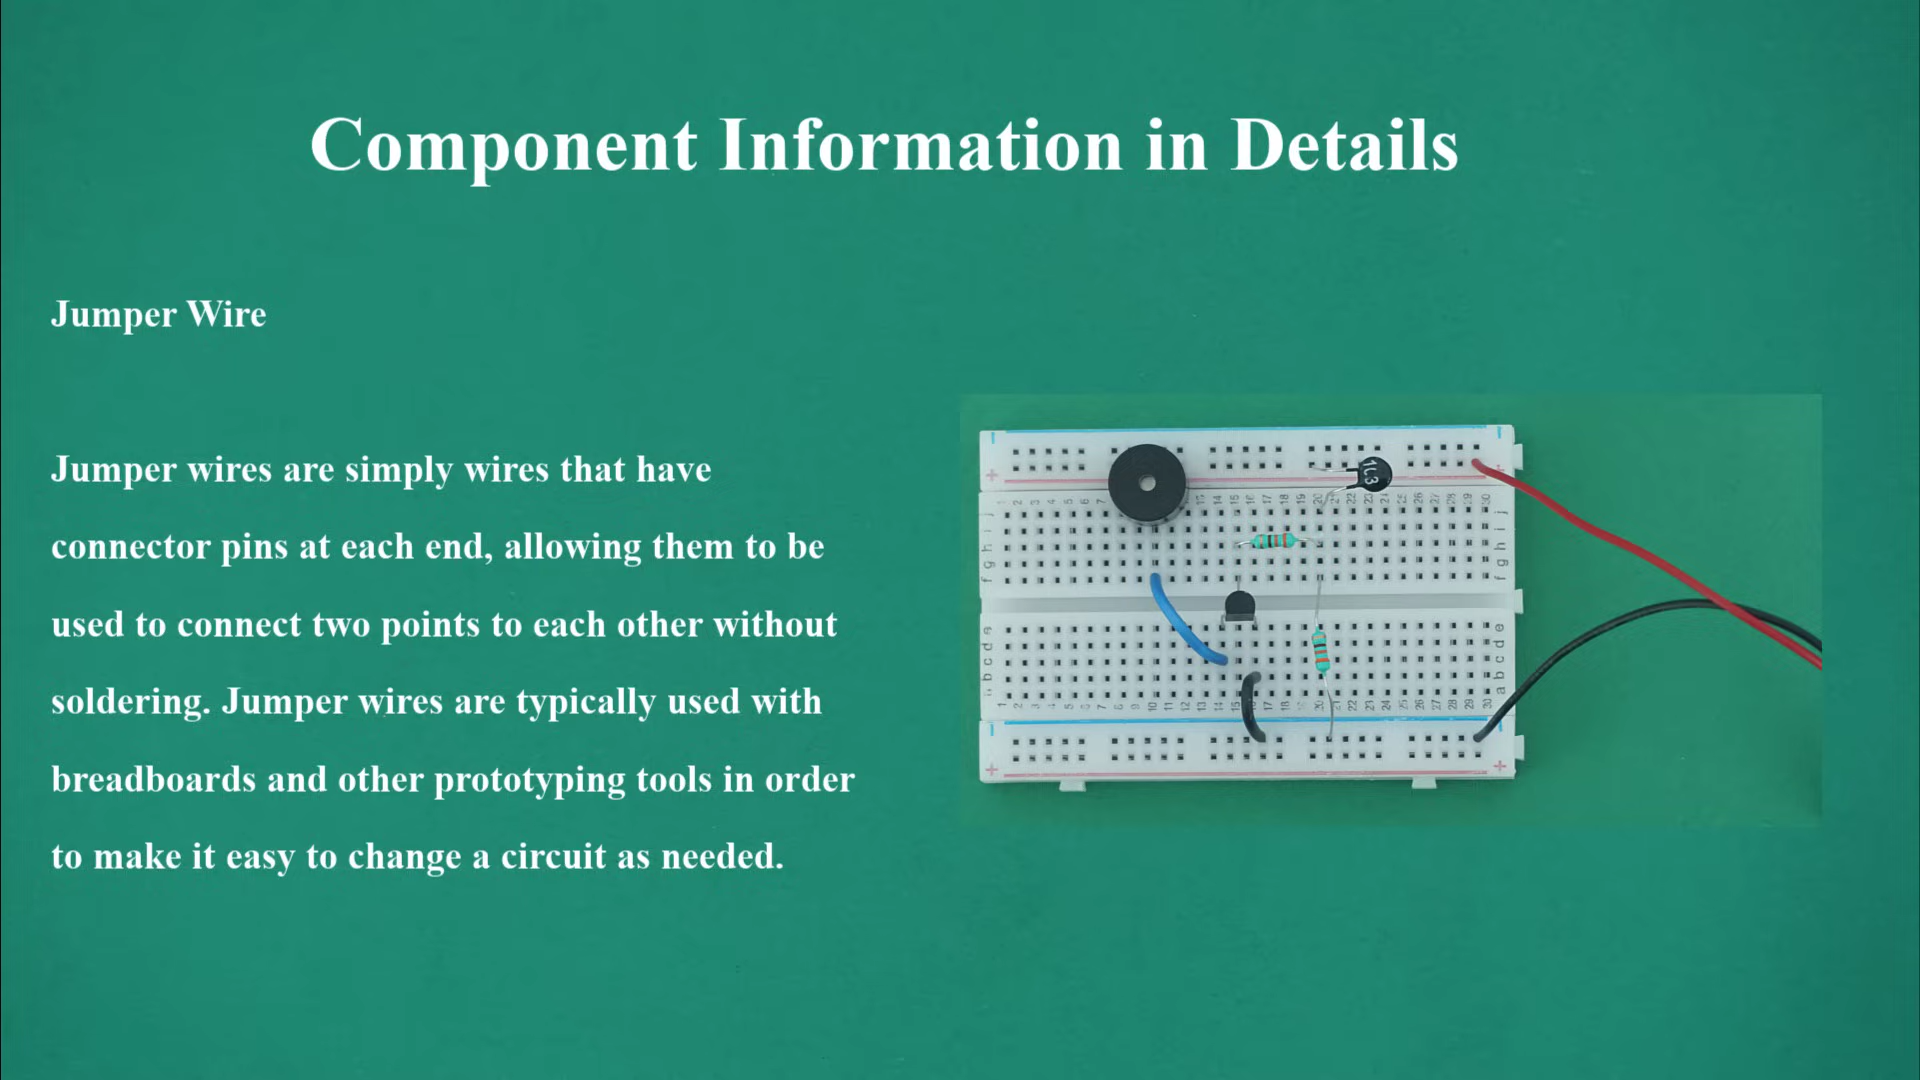 Component Information in Details
Jumper Wire
Jumper wires are simply wires that have
connector pins at each end, allowing them to be
used to connect two points to each other without
soldering. Jumper wires are typically used with
breadboards and other prototyping tools in order
to make it easy to change a circuit as needed.